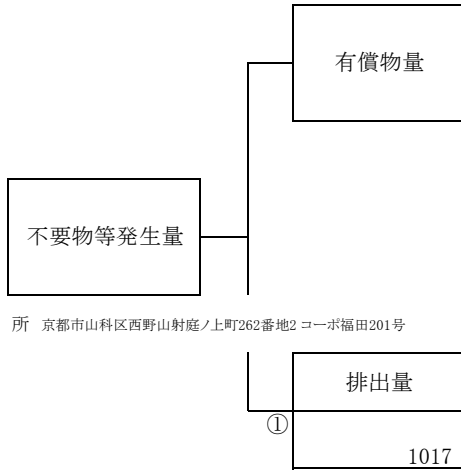 有償物量
不要物等発生量
所 京都市山科区西野山射庭ノ上町262番地2 コーポ福田201号
排出量
①
1017